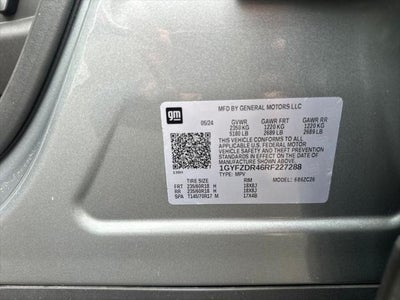 gm
MFD BY GENERAL MOTORS LLC
05/24 GVWR GAWR FRT GAWR RR
2350 KG 1220 KG 1220 KG
5180 LB 2689 LB 2689 LB
THIS VEHICLE CONFORMS TO ALL
APPLICABLE U.S. FEDERAL MOTOR
VEHICLE SAFETY, BUMPER, AND
THEFT PREVENTION STANDARDS IN
EFFECT ON THE DATE OF
MANUFACTURE SHOWN ABOVE.
1GYFZDR46RF227288
TYPE: MPV MODEL: 6MB26
TIRE SIZE RIM
FRT 235/60R18 H 18X8J
RR 235/60R18 H 18X8J
SPA T145/70R17 M 17X4B